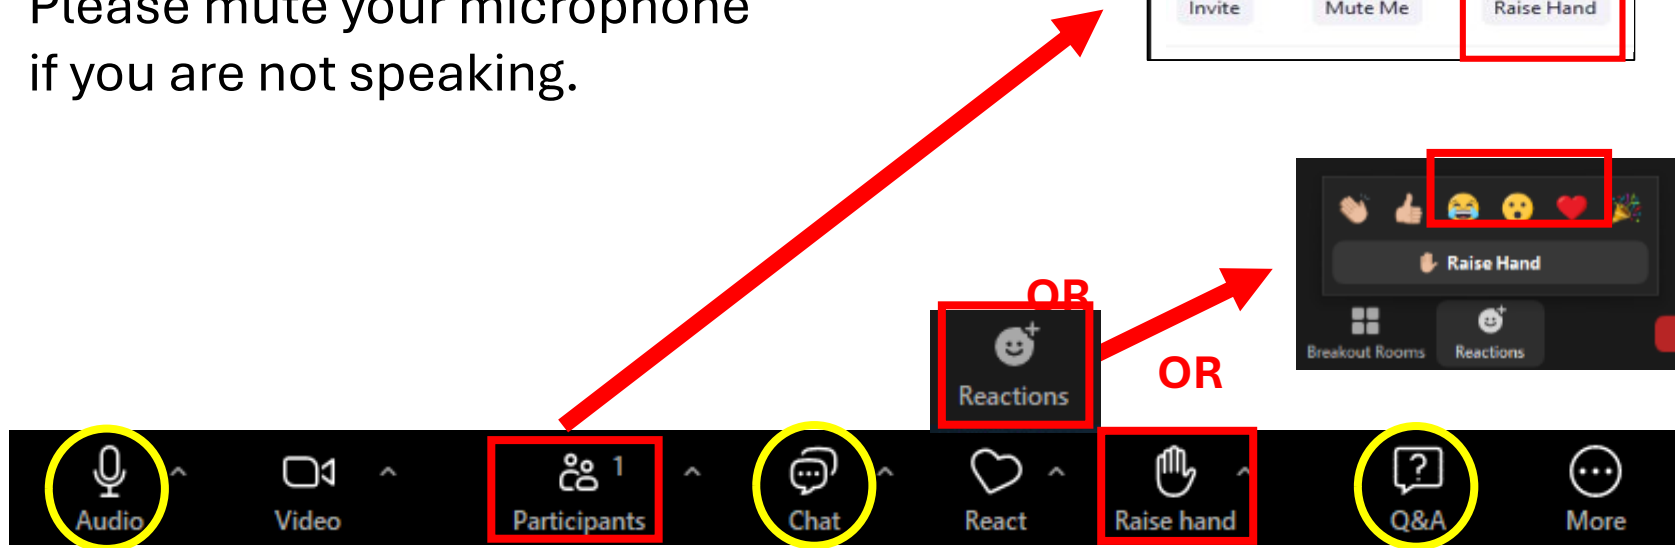 Please mute your microphone
if you are not speaking.
Invite Mute Me Raise Hand
Raise Hand
Breakout Rooms Reactions
OR
Reactions
OR
1
Audio Video Participants Chat React Raise hand Q&A More